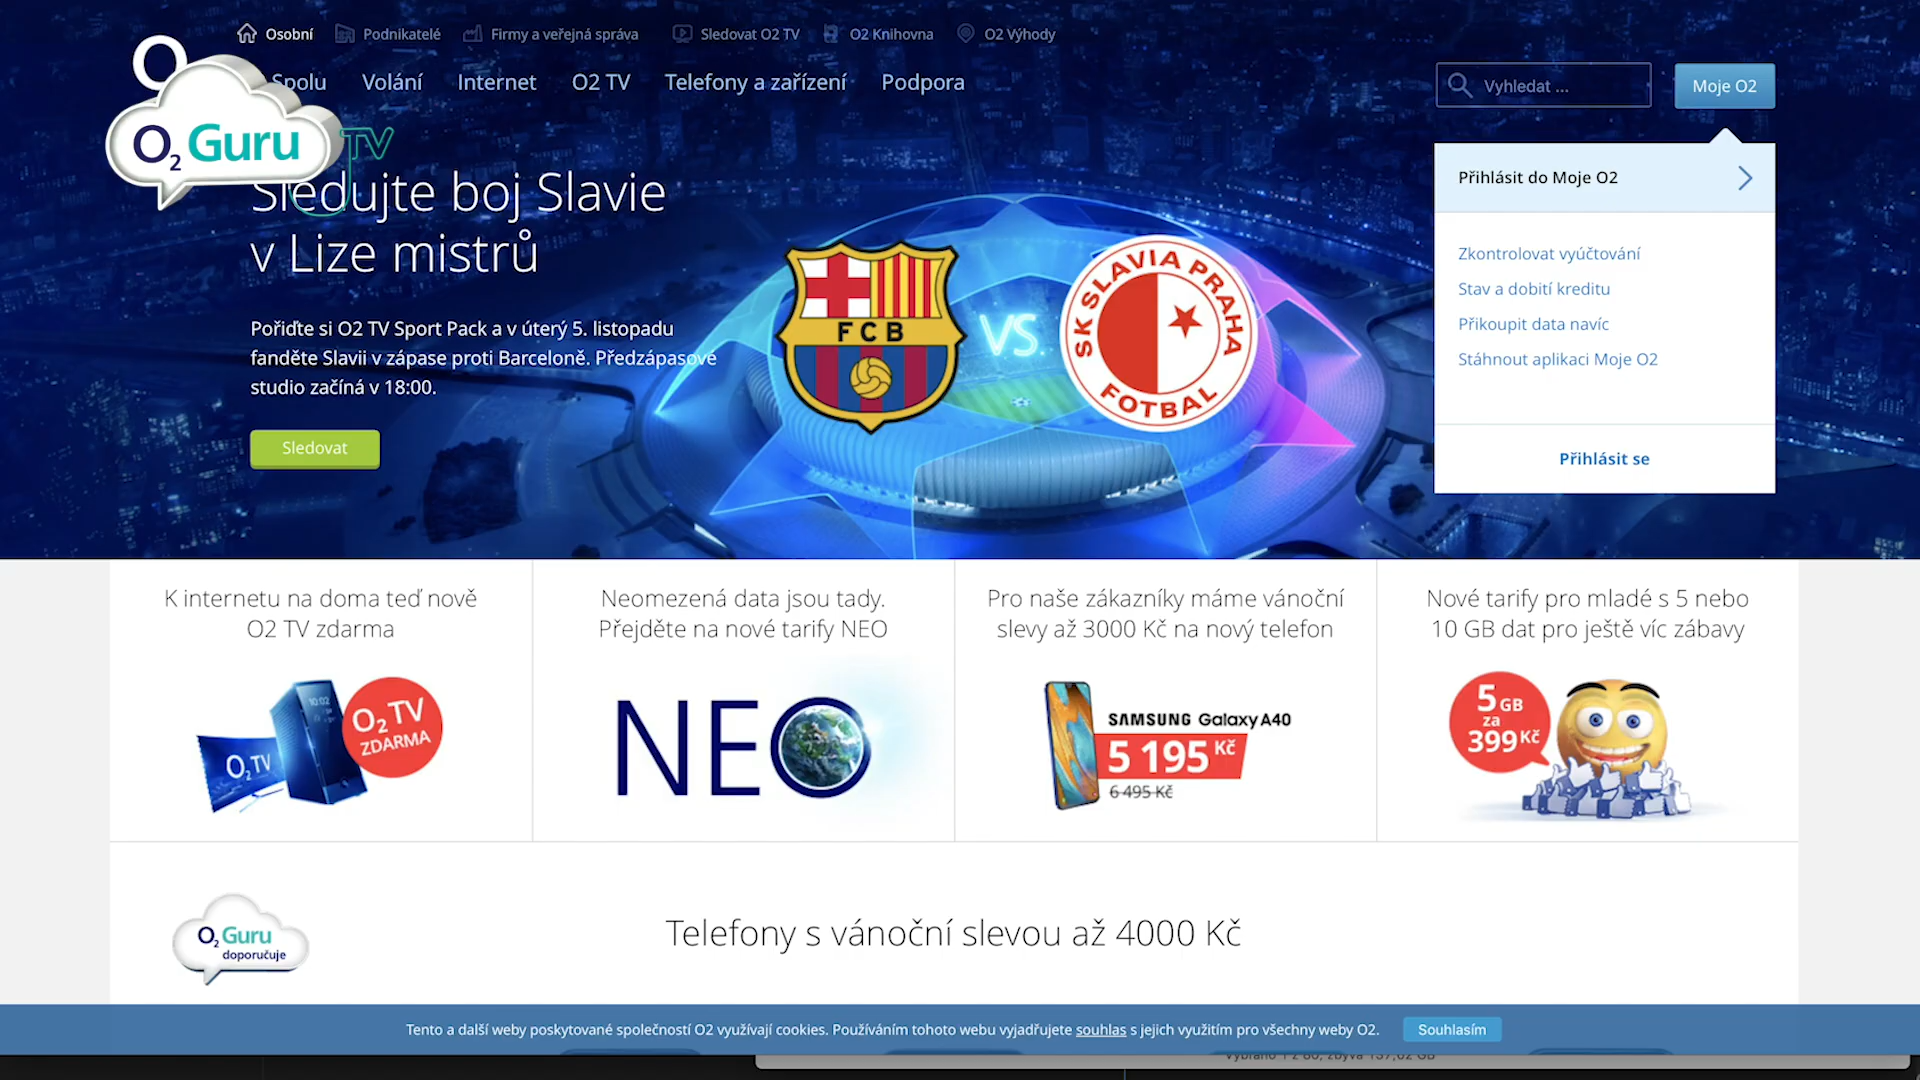 Osobní
Podnikatelé
Firmy a veřejná správa
Sledovat O2 TV
O2 Knihovna
O2 Výhody
Spolu
Volání
Internet
O2 TV
Telefony a zařízení
Podpora
Vyhledat ...
Moje O2
O2 Guru
TV
Sledujte boj Slavie
v Lize mistrů
Pořiďte si O2 TV Sport Pack a v úterý 5. listopadu
fanděte Slavii v zápase proti Barceloně. Předzápasové
studio začíná v 18:00.
Sledovat
FCB
VS.
SK SLAVIA PRAHA
FOTBAL
Přihlásit do Moje O2
Zkontrolovat vyúčtování
Stav a dobití kreditu
Přikoupit data navíc
Stáhnout aplikaci Moje O2
Přihlásit se
K internetu na doma teď nově
O2 TV zdarma
O2 TV
O2 TV
ZDARMA
Neomezená data jsou tady.
Přejděte na nové tarify NEO
NEO
Pro naše zákazníky máme vánoční
slevy až 3000 Kč na nový telefon
SAMSUNG Galaxy A40
5 195 Kč
6 495 Kč
Nové tarify pro mladé s 5 nebo
10 GB dat pro ještě víc zábavy
5 GB
za
399 Kč
O2 Guru
doporučuje
Telefony s vánoční slevou až 4000 Kč
Tento a další weby poskytované společností O2 využívají cookies. Používáním tohoto webu vyjadřujete souhlas s jejich využitím pro všechny weby O2.
Souhlasím